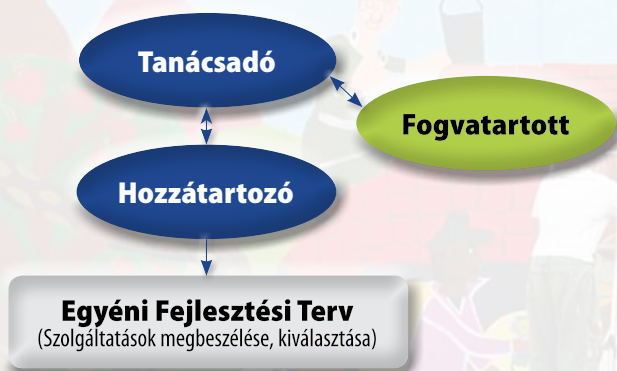 Tanácsadó
Fogvatartott
Hozzátartozó
Egyéni Fejlesztési Terv
(Szolgáltatások megbeszélése, kiválasztása)